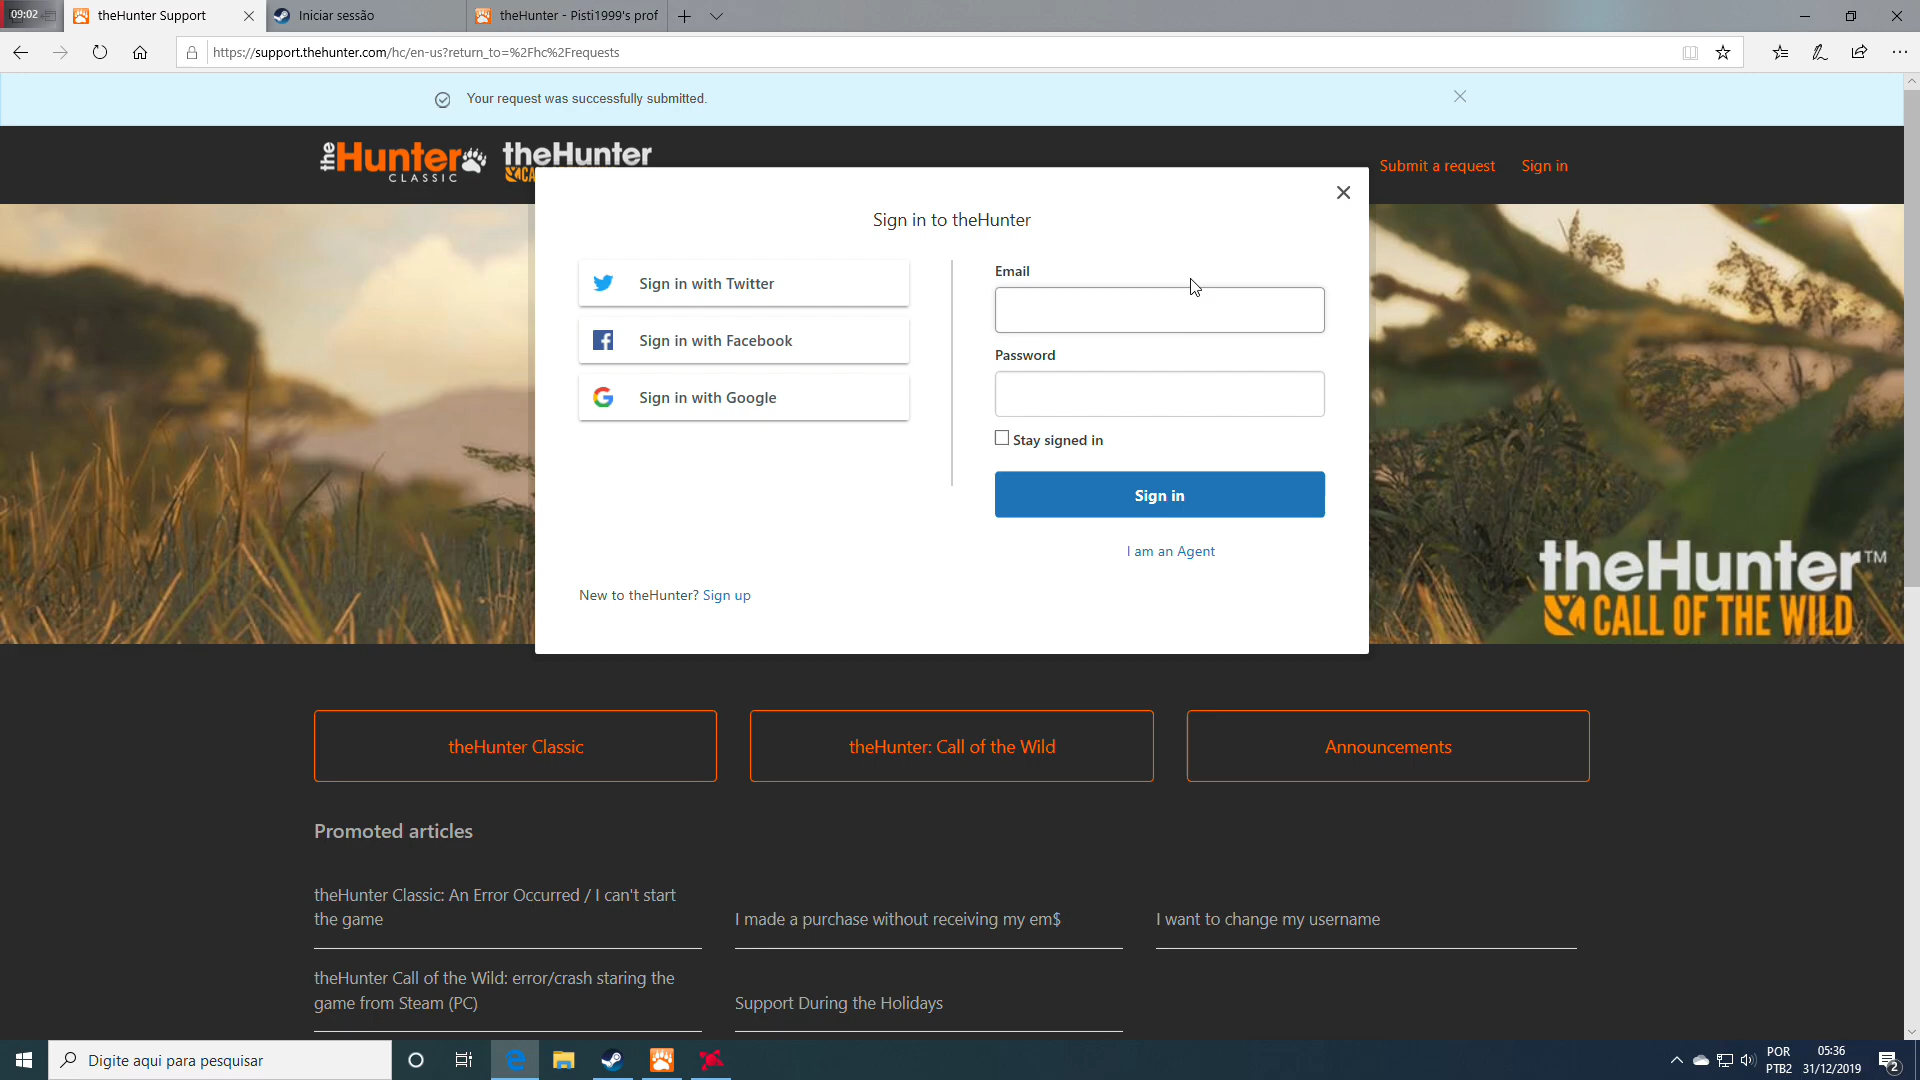 09:02
theHunter Support
Iniciar sessão
theHunter - Pisti1999's prof
https://support.thehunter.com/hc/en-us?return_to=%2Fhc%2Frequests
Your request was successfully submitted.
theHunter CLASSIC
theHunter
Submit a request
Sign in
Sign in to theHunter
Sign in with Twitter
Sign in with Facebook
Sign in with Google
Email
Password
Stay signed in
Sign in
I am an Agent
New to theHunter? Sign up
theHunter™
CALL OF THE WILD
theHunter Classic
theHunter: Call of the Wild
Announcements
Promoted articles
theHunter Classic: An Error Occurred / I can't start
the game
I made a purchase without receiving my em$
I want to change my username
theHunter Call of the Wild: error/crash staring the
game from Steam (PC)
Support During the Holidays
Digite aqui para pesquisar
POR
PTB2
05:36
31/12/2019
2